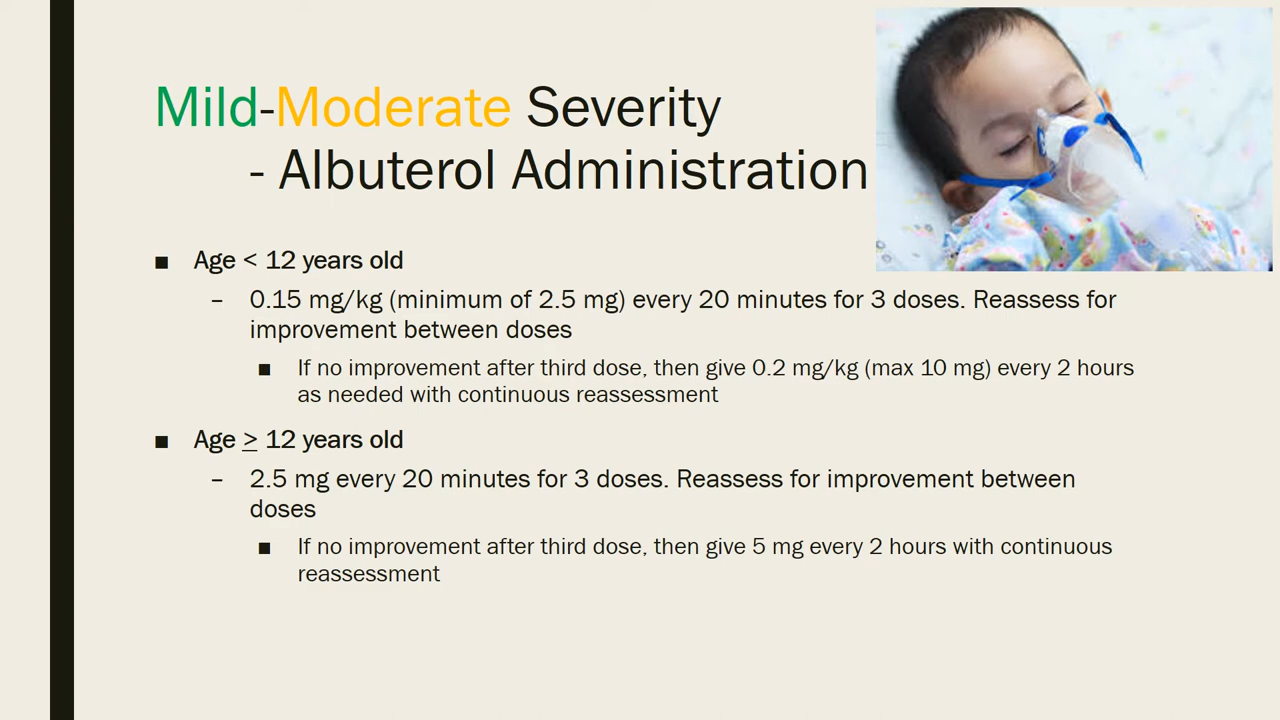 Mild-Moderate Severity
- Albuterol Administration
■ Age < 12 years old
– 0.15 mg/kg (minimum of 2.5 mg) every 20 minutes for 3 doses. Reassess for
improvement between doses
■ If no improvement after third dose, then give 0.2 mg/kg (max 10 mg) every 2 hours
as needed with continuous reassessment
■ Age ≥ 12 years old
– 2.5 mg every 20 minutes for 3 doses. Reassess for improvement between
doses
■ If no improvement after third dose, then give 5 mg every 2 hours with continuous
reassessment